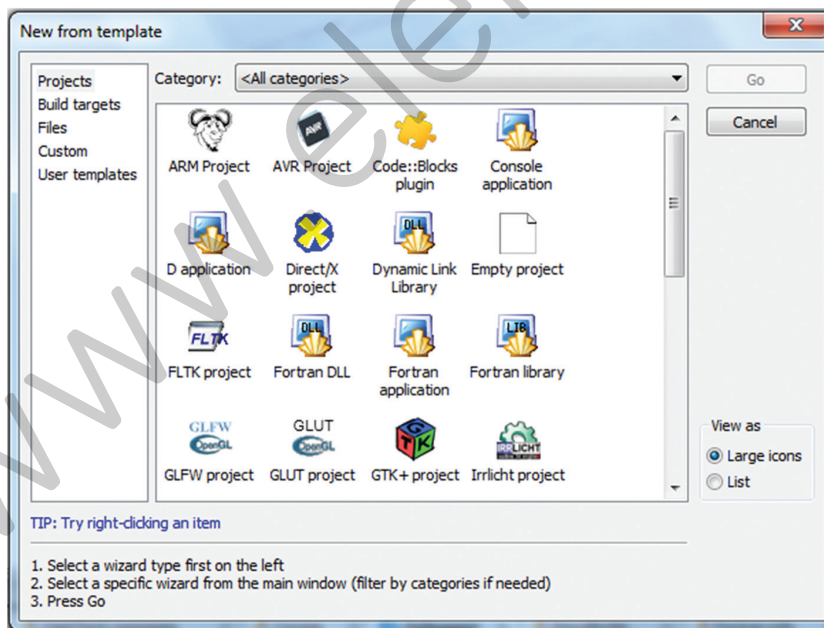 New from template
Projects
Build targets
Files
Custom
User templates
Category:
<All categories>
Go
Cancel
ARM Project
AVR
AVR Project
Code::Blocks
plugin
Console
application
D application
Direct/X
project
DLL
Dynamic Link
Library
Empty project
FLTK
FLTK project
DLL
Fortran DLL
Fortran
application
LIB
Fortran library
GLFW
OpenGL
GLFW project
GLUT
OpenGL
GLUT project
GTK
GTK+ project
IRRLICHT
Irrlicht project
View as
Large icons
List
TIP: Try right-clicking an item
1. Select a wizard type first on the left
2. Select a specific wizard from the main window (filter by categories if needed)
3. Press Go
www.ele